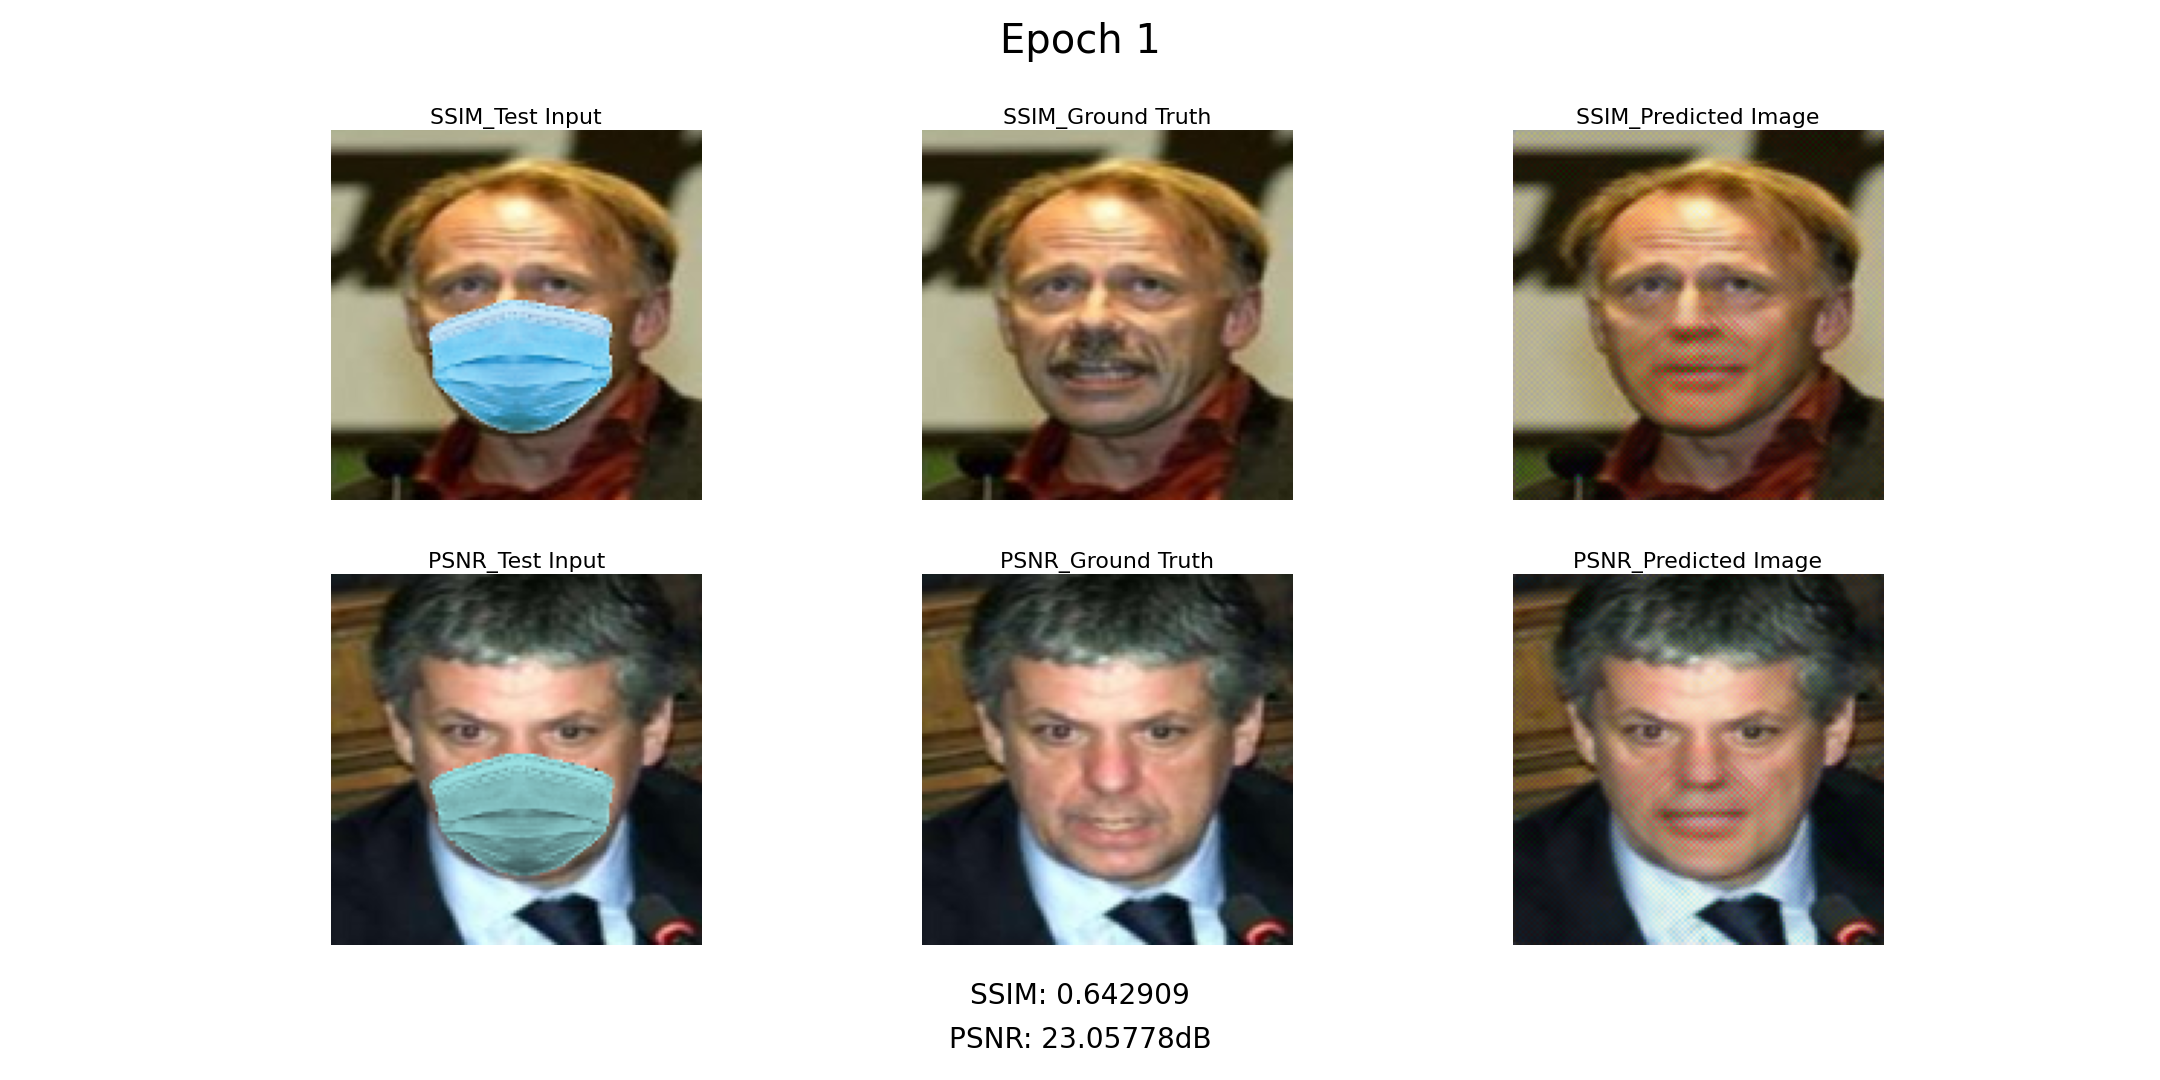 Epoch 1
SSIM_Test Input
SSIM_Ground Truth
SSIM_Predicted Image
PSNR_Test Input
PSNR_Ground Truth
PSNR_Predicted Image
SSIM: 0.642909
PSNR: 23.05778dB